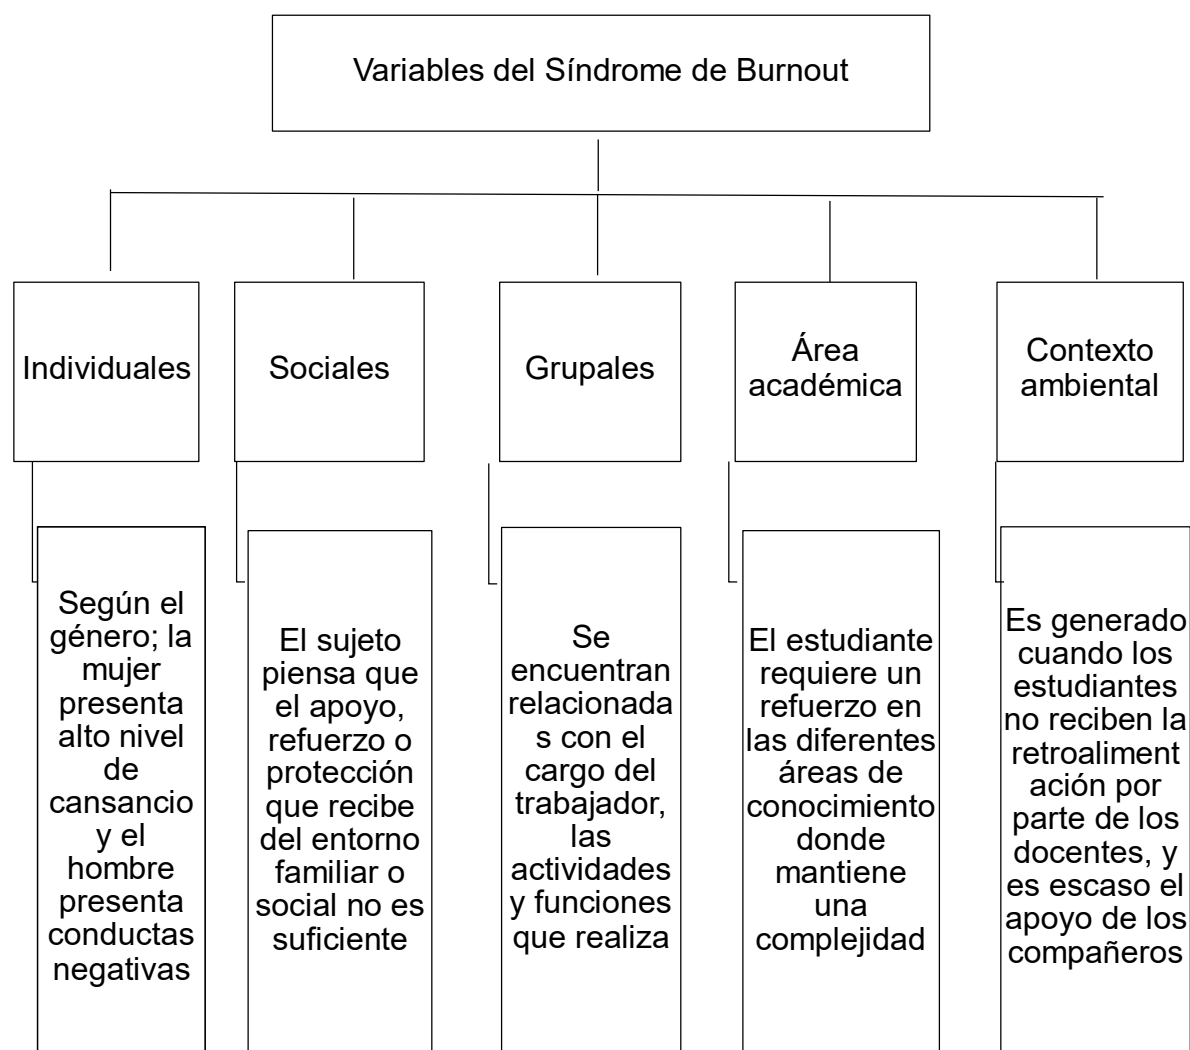 Variables del Síndrome de Burnout
Individuales
Sociales
Grupales
Área
académica
Contexto
ambiental
Según el
género; la
mujer
presenta
alto nivel
de
cansancio
y el
hombre
presenta
conductas
negativas
El sujeto
piensa que
el apoyo,
refuerzo o
protección
que recibe
del entorno
familiar o
social no es
suficiente
Se
encuentran
relacionada
s con el
cargo del
trabajador,
las
actividades
y funciones
que realiza
El estudiante
requiere un
refuerzo en
las diferentes
áreas de
conocimiento
donde
mantiene
una
complejidad
Es generado
cuando los
estudiantes
no reciben la
retroaliment
ación por
parte de los
docentes, y
es escaso el
apoyo de los
compañeros